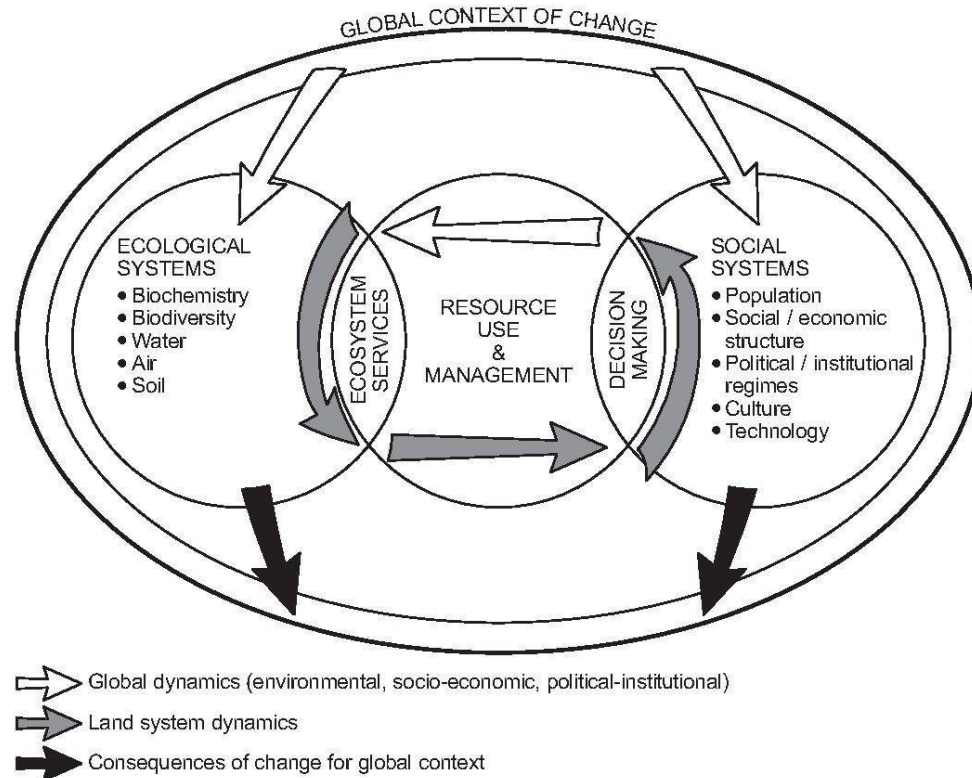 GLOBAL CONTEXT OF CHANGE
ECOLOGICAL
SYSTEMS
• Biochemistry
• Biodiversity
• Water
• Air
• Soil
ECOSYSTEM
SERVICES
RESOURCE
USE
&
MANAGEMENT
DECISION
MAKING
SOCIAL
SYSTEMS
• Population
• Social / economic
structure
• Political / institutional
regimes
• Culture
• Technology
Global dynamics (environmental, socio-economic, political-institutional)
Land system dynamics
Consequences of change for global context